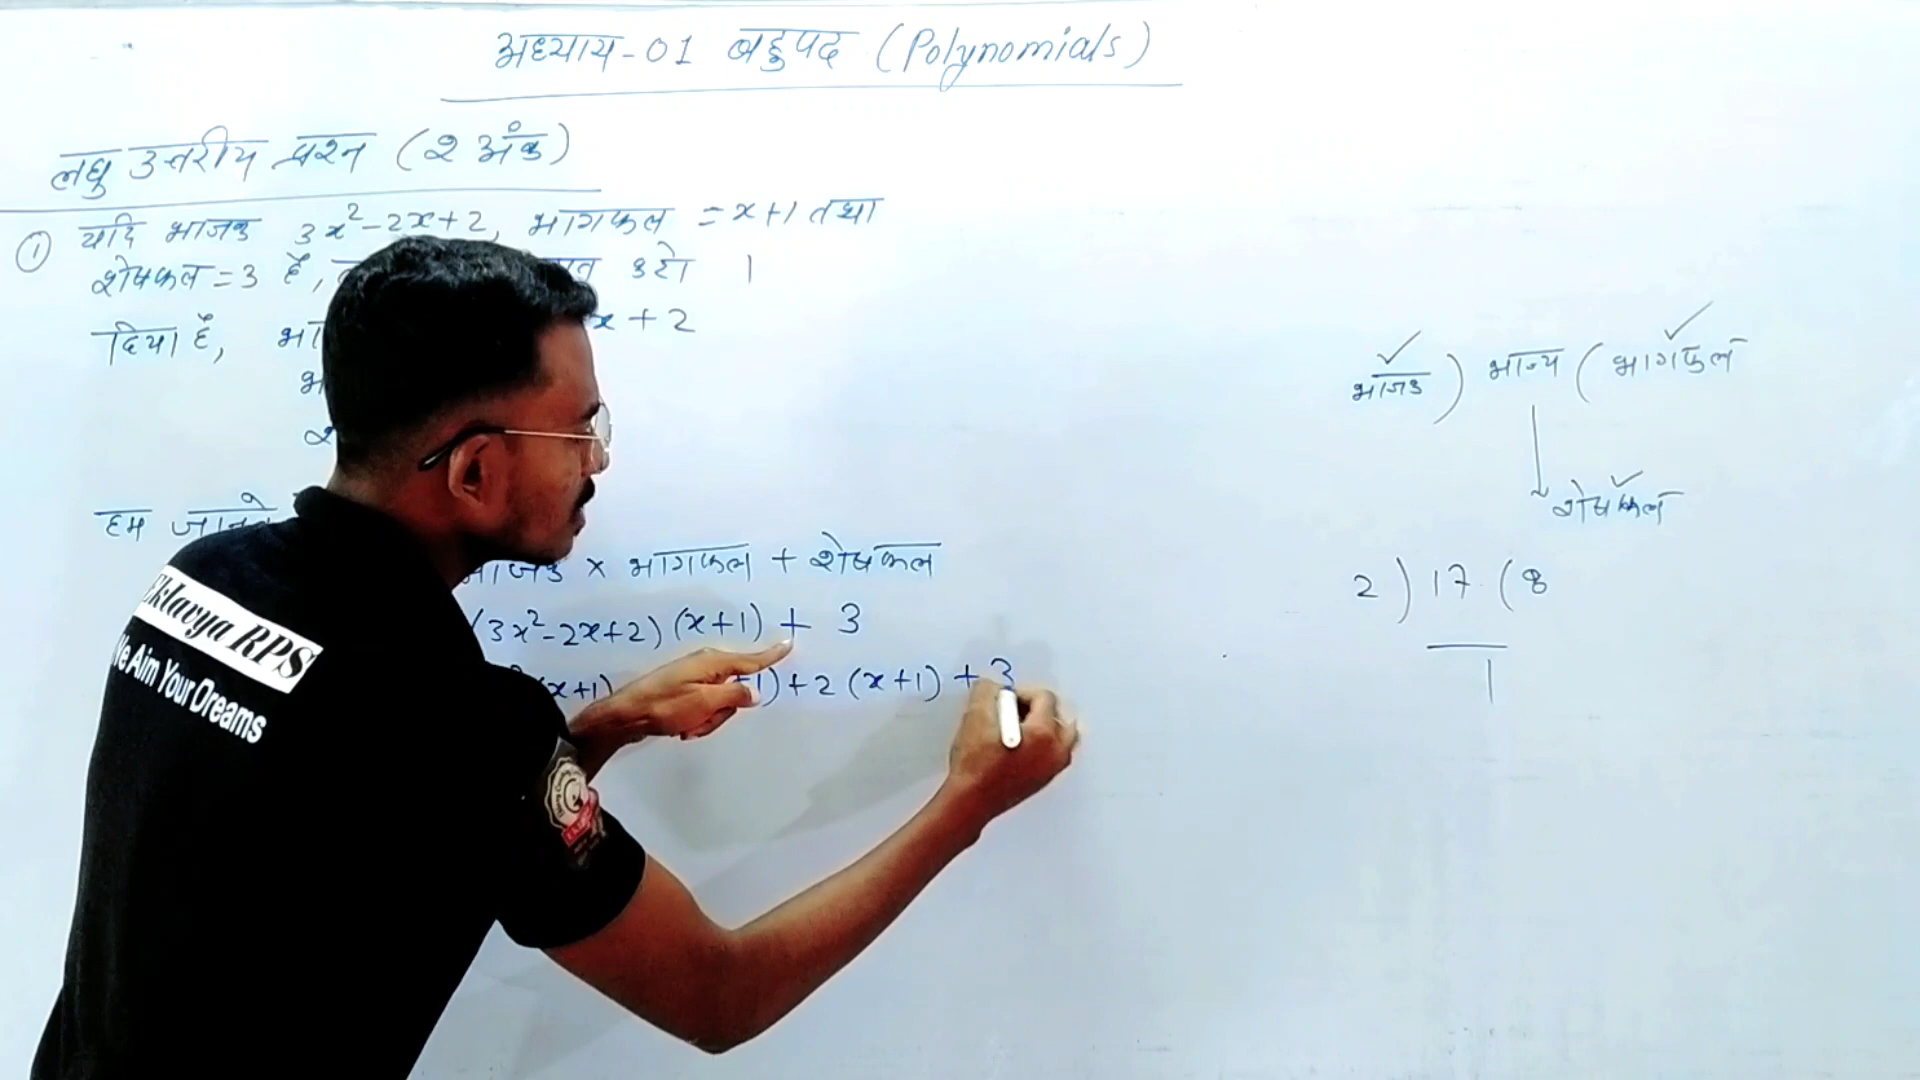 अध्याय-01 बहुपद (Polynomials)
लघु उत्तरीय प्रश्न (2 अंक)
① यदि भाजक 3x²-2x+2, भागफल = x+1 तथा
शेषफल = 3 है, करो ।
दिया है, x + 2
हम जानते
भाजक × भागफल + शेषफल
(3x²-2x+2) (x+1) + 3
(x+1) +1) + 2 (x+1) + 3
भाजक ) भाज्य ( भागफल
शेषफल
2 ) 17 ( 8
1
Eklavya RPS
We Aim Your Dreams